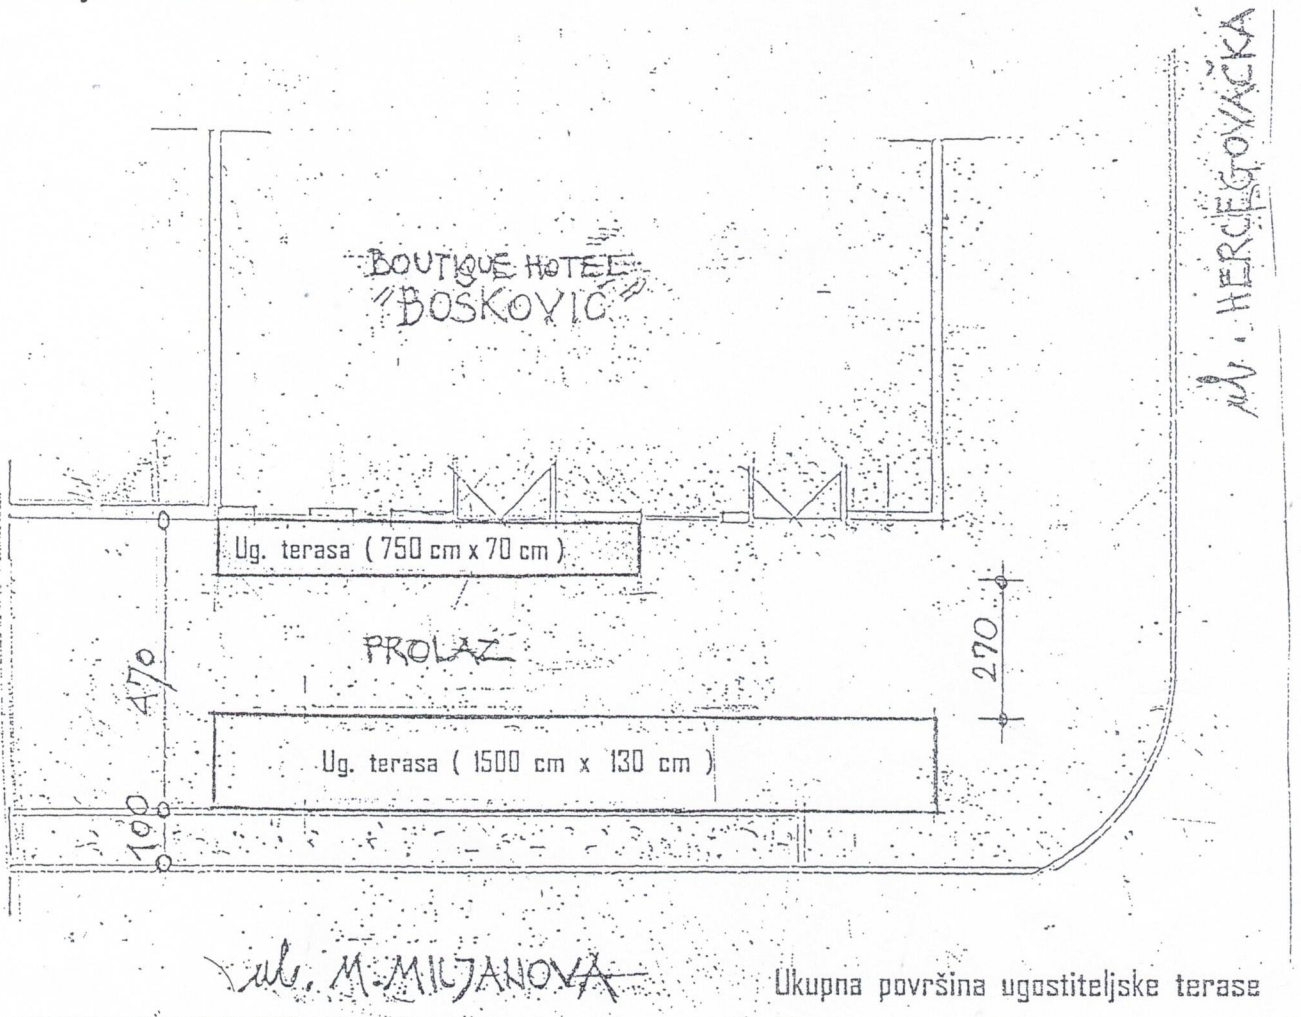 ul. HERCEGOVAČKA
BOUTIQUE HOTEL
"BOŠKOVIĆ"
Ug. terasa ( 750 cm x 70 cm )
PROLAZ
270
470
Ug. terasa ( 1500 cm x 130 cm )
100
ul. M. MILJANOVA
Ukupna površina ugostiteljske terase